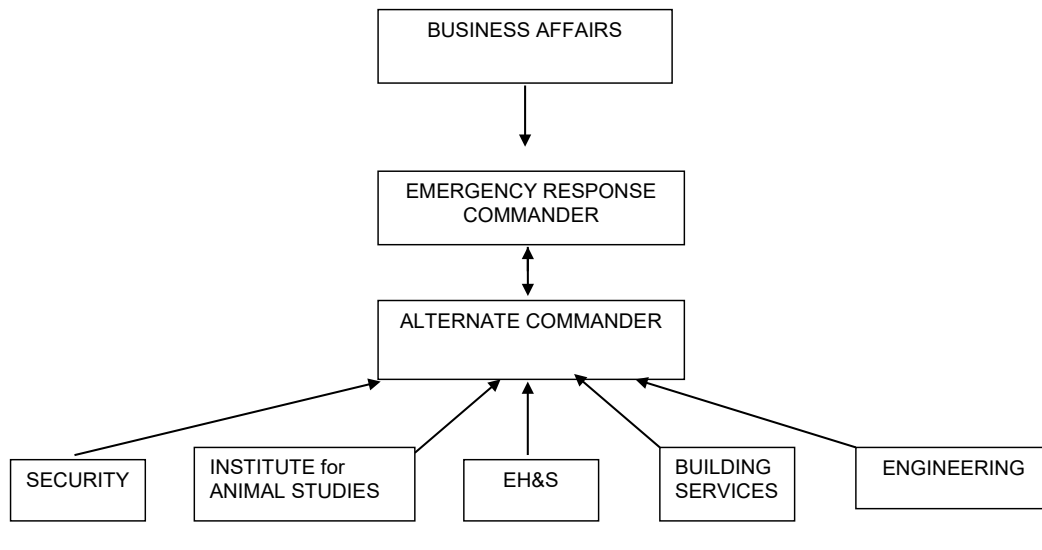 BUSINESS AFFAIRS
EMERGENCY RESPONSE
COMMANDER
ALTERNATE COMMANDER
SECURITY
INSTITUTE for
ANIMAL STUDIES
EH&S
BUILDING
SERVICES
ENGINEERING